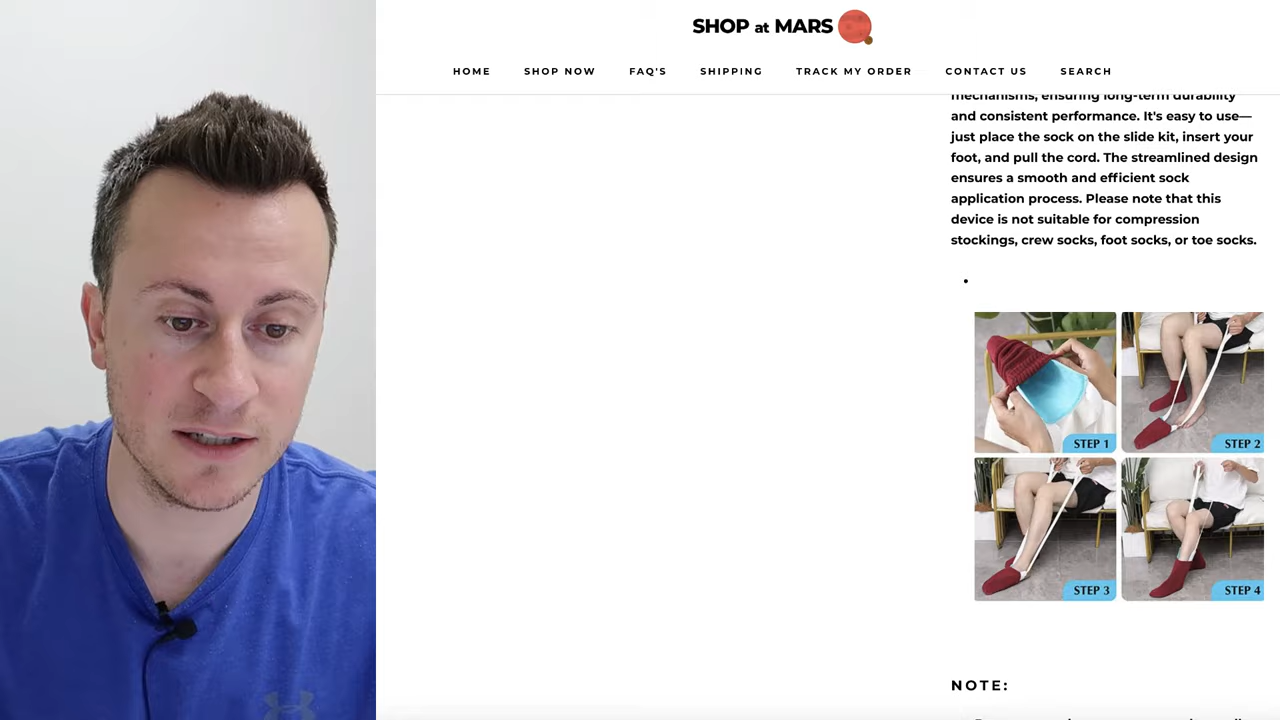 SHOP at MARS
HOME SHOP NOW FAQ'S SHIPPING TRACK MY ORDER CONTACT US SEARCH
mechanisms, ensuring long-term durability
and consistent performance. It's easy to use—
just place the sock on the slide kit, insert your
foot, and pull the cord. The streamlined design
ensures a smooth and efficient sock
application process. Please note that this
device is not suitable for compression
stockings, crew socks, foot socks, or toe socks.
STEP 1
STEP 2
STEP 3
STEP 4
NOTE: